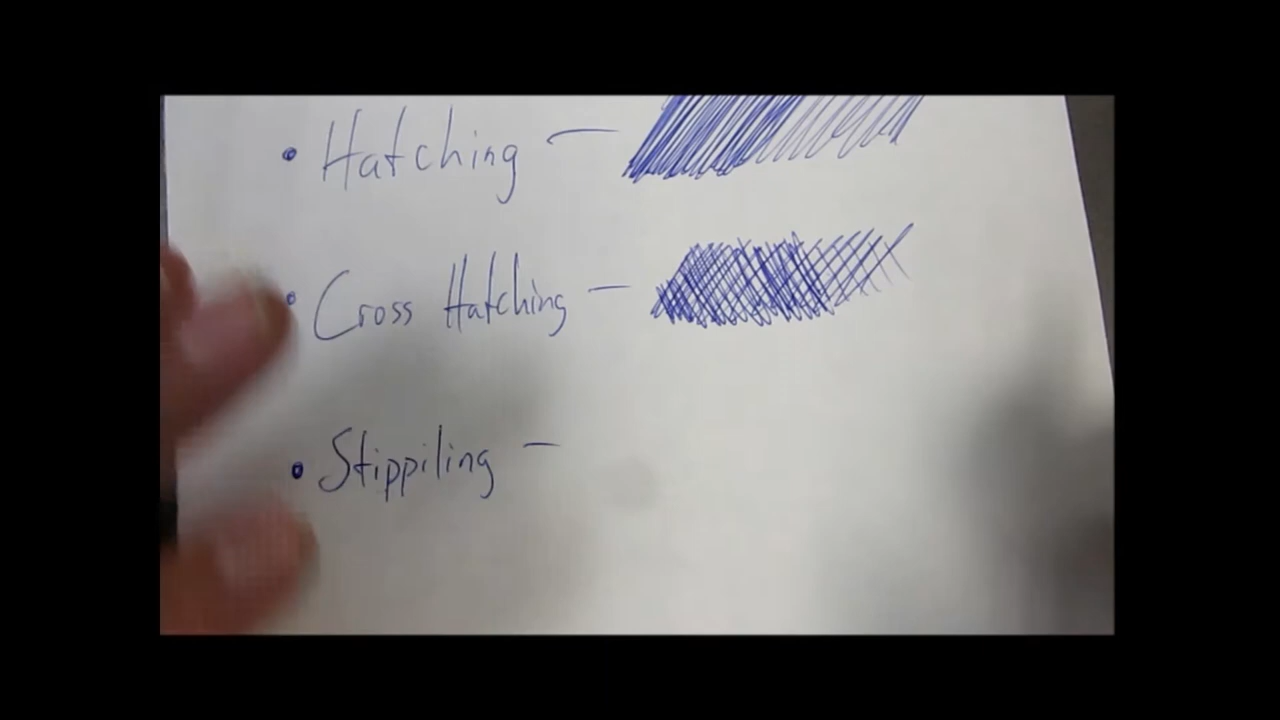 • Hatching —
• Cross Hatching —
• Stippiling —